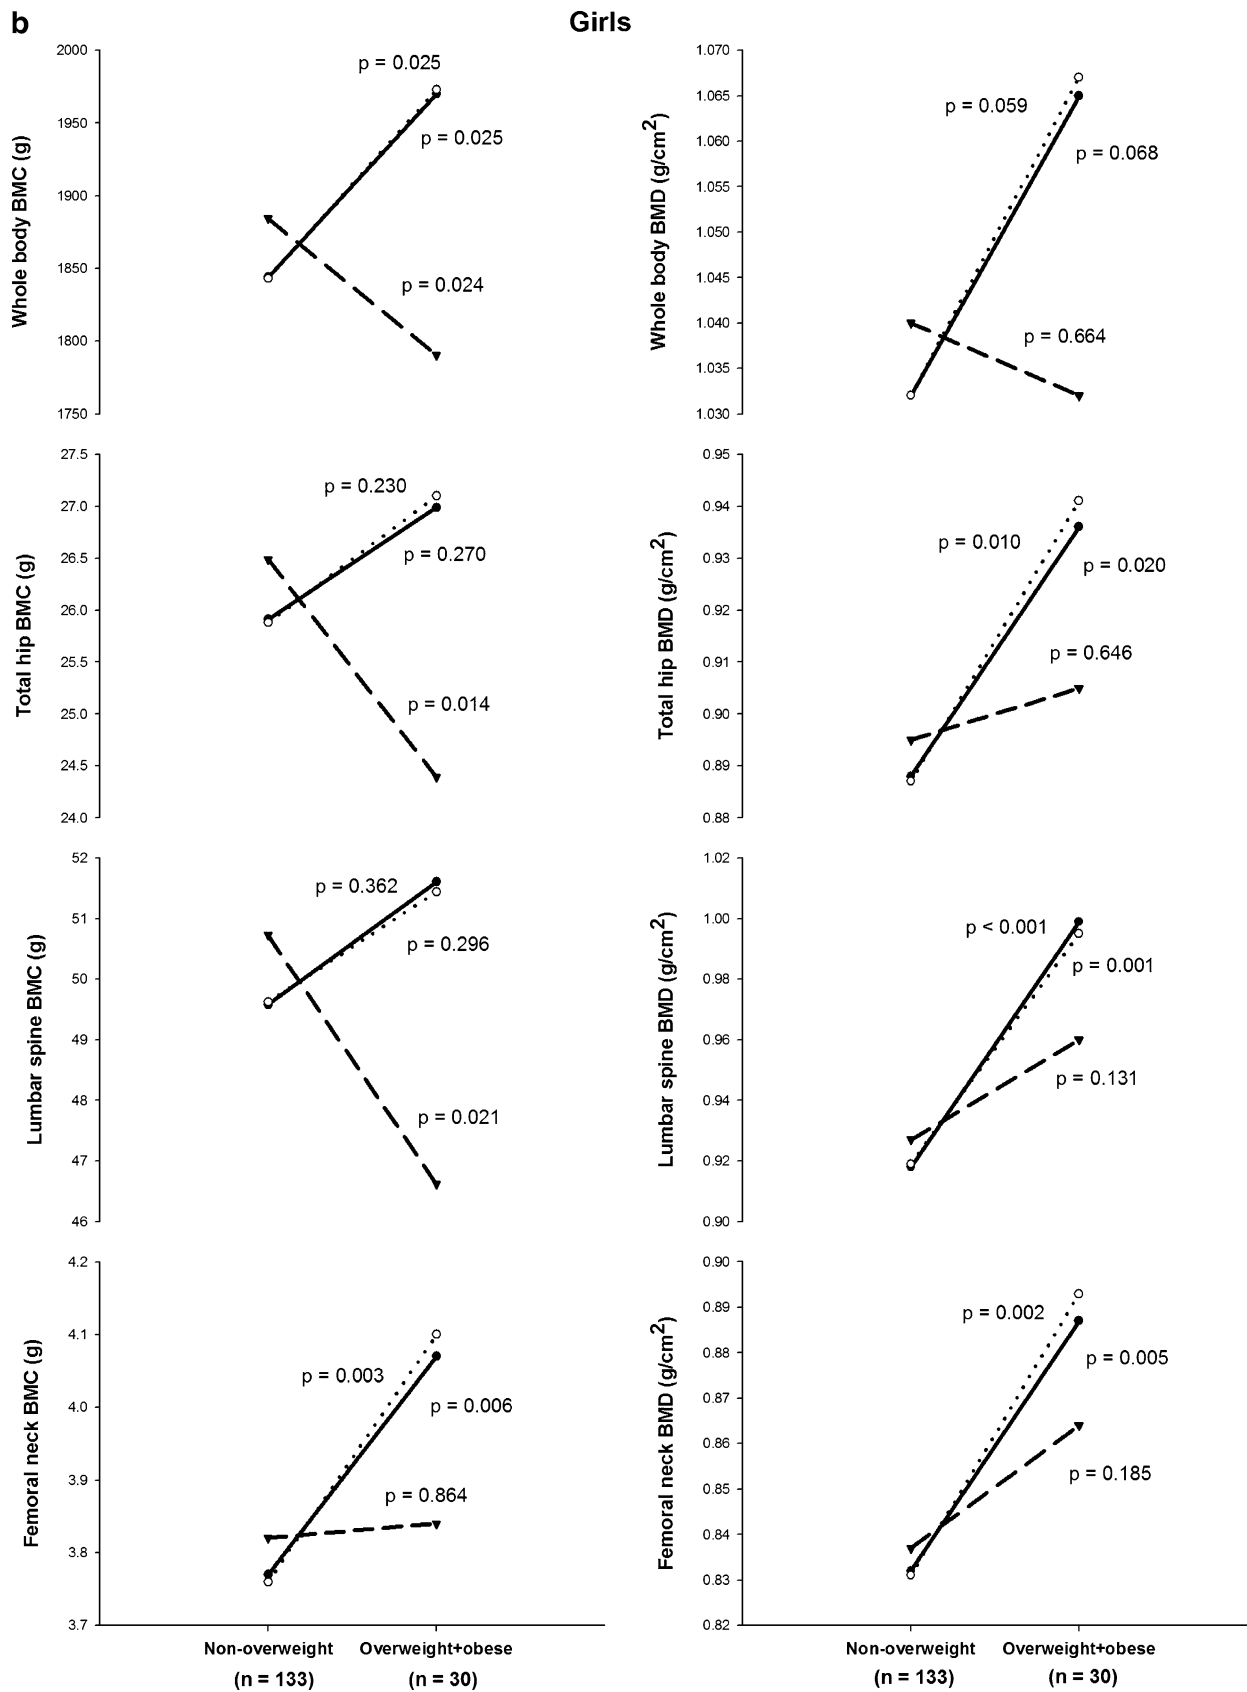 b
Girls
Whole body BMC (g)
2000
1950
1900
1850
1800
1750
p = 0.025
p = 0.025
p = 0.024
Whole body BMD (g/cm²)
1.070
1.065
1.060
1.055
1.050
1.045
1.040
1.035
1.030
p = 0.059
p = 0.068
p = 0.664
Total hip BMC (g)
27.5
27.0
26.5
26.0
25.5
25.0
24.5
24.0
p = 0.230
p = 0.270
p = 0.014
Total hip BMD (g/cm²)
0.95
0.94
0.93
0.92
0.91
0.90
0.89
0.88
p = 0.010
p = 0.020
p = 0.646
Lumbar spine BMC (g)
52
51
50
49
48
47
46
p = 0.362
p = 0.296
p = 0.021
Lumbar spine BMD (g/cm²)
1.02
1.00
0.98
0.96
0.94
0.92
0.90
p < 0.001
p = 0.001
p = 0.131
Femoral neck BMC (g)
4.2
4.1
4.0
3.9
3.8
3.7
p = 0.003
p = 0.006
p = 0.864
Non-overweight
(n = 133)
Overweight+obese
(n = 30)
Femoral neck BMD (g/cm²)
0.90
0.89
0.88
0.87
0.86
0.85
0.84
0.83
0.82
p = 0.002
p = 0.005
p = 0.185
Non-overweight
(n = 133)
Overweight+obese
(n = 30)